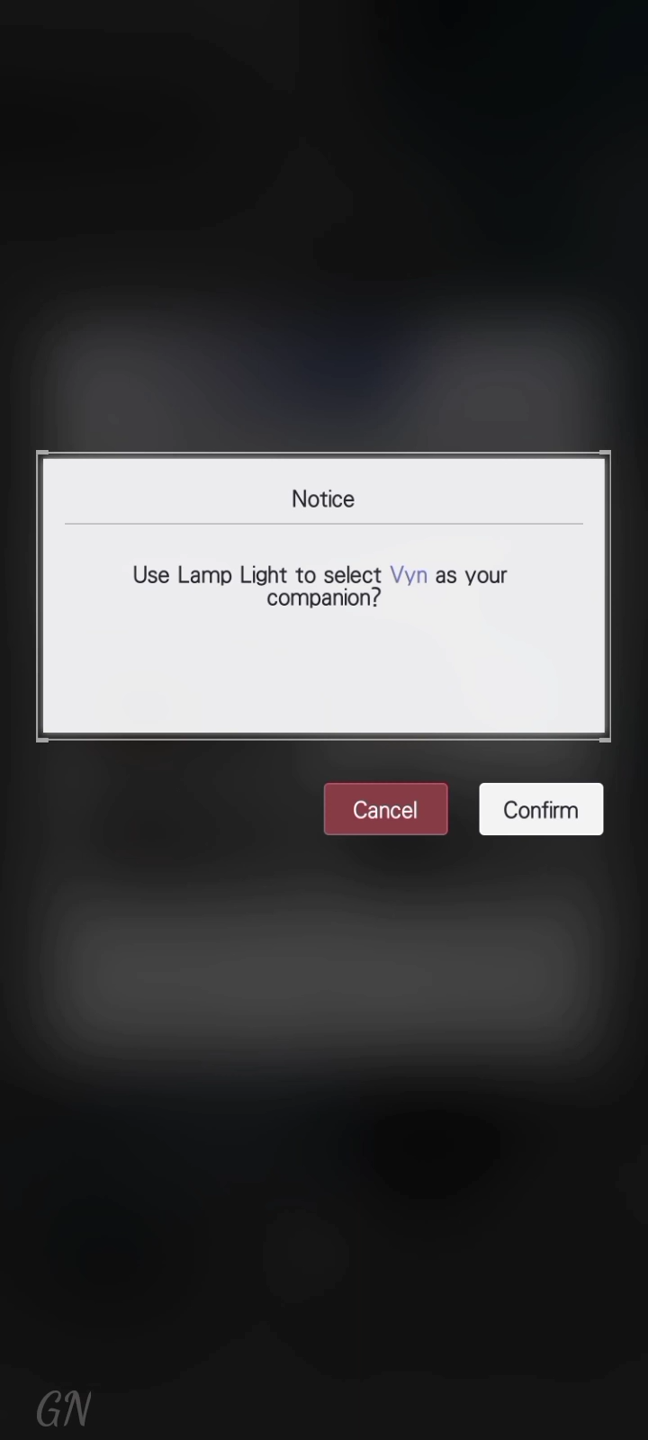 Notice
Use Lamp Light to select Vyn as your
companion?
Cancel
Confirm
GN